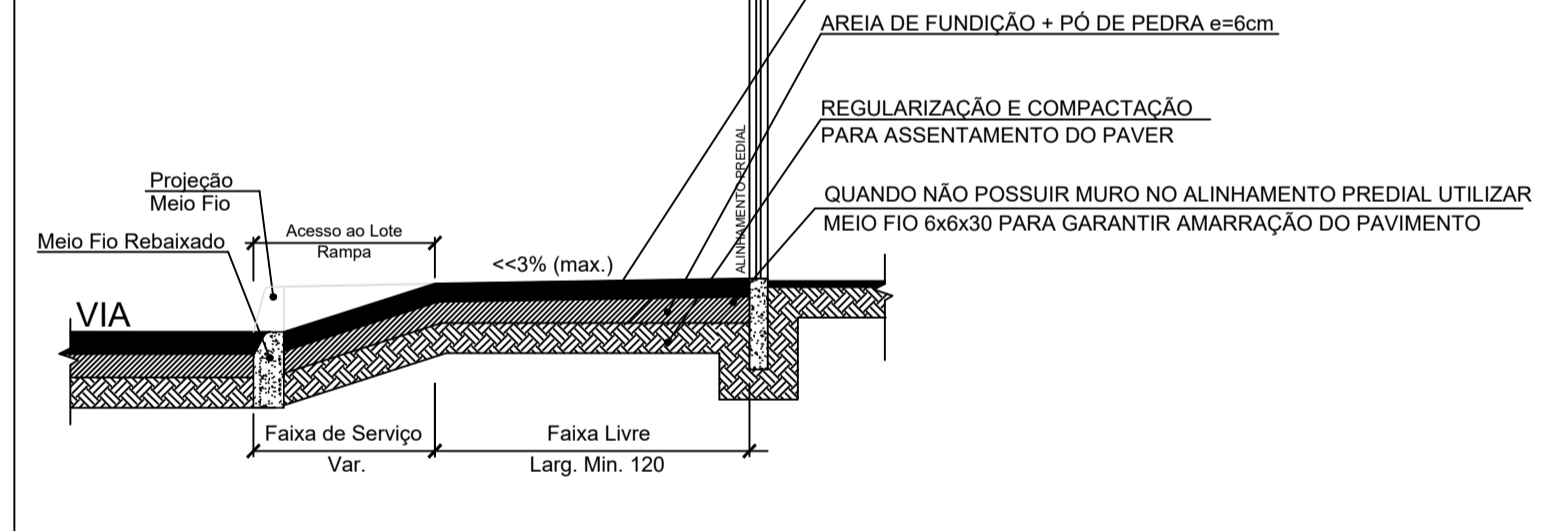 AREIA DE FUNDIÇÃO + PÓ DE PEDRA e=6cm
REGULARIZAÇÃO E COMPACTAÇÃO
PARA ASSENTAMENTO DO PAVER
QUANDO NÃO POSSUIR MURO NO ALINHAMENTO PREDIAL UTILIZAR
MEIO FIO 6x6x30 PARA GARANTIR AMARRAÇÃO DO PAVIMENTO
ALINHAMENTO PREDIAL
Projeção
Meio Fio
Meio Fio Rebaixado
Acesso ao Lote
Rampa
<<3% (max.)
VIA
Faixa de Serviço
Var.
Faixa Livre
Larg. Min. 120